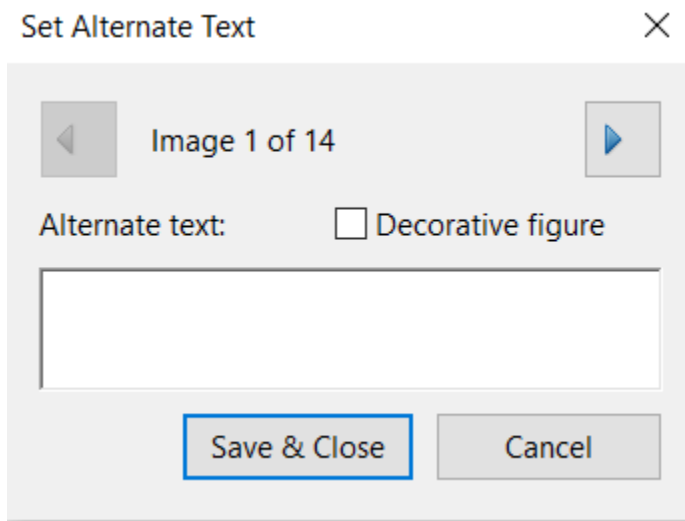 Set Alternate Text
Image 1 of 14
Alternate text: Decorative figure
Save & Close Cancel